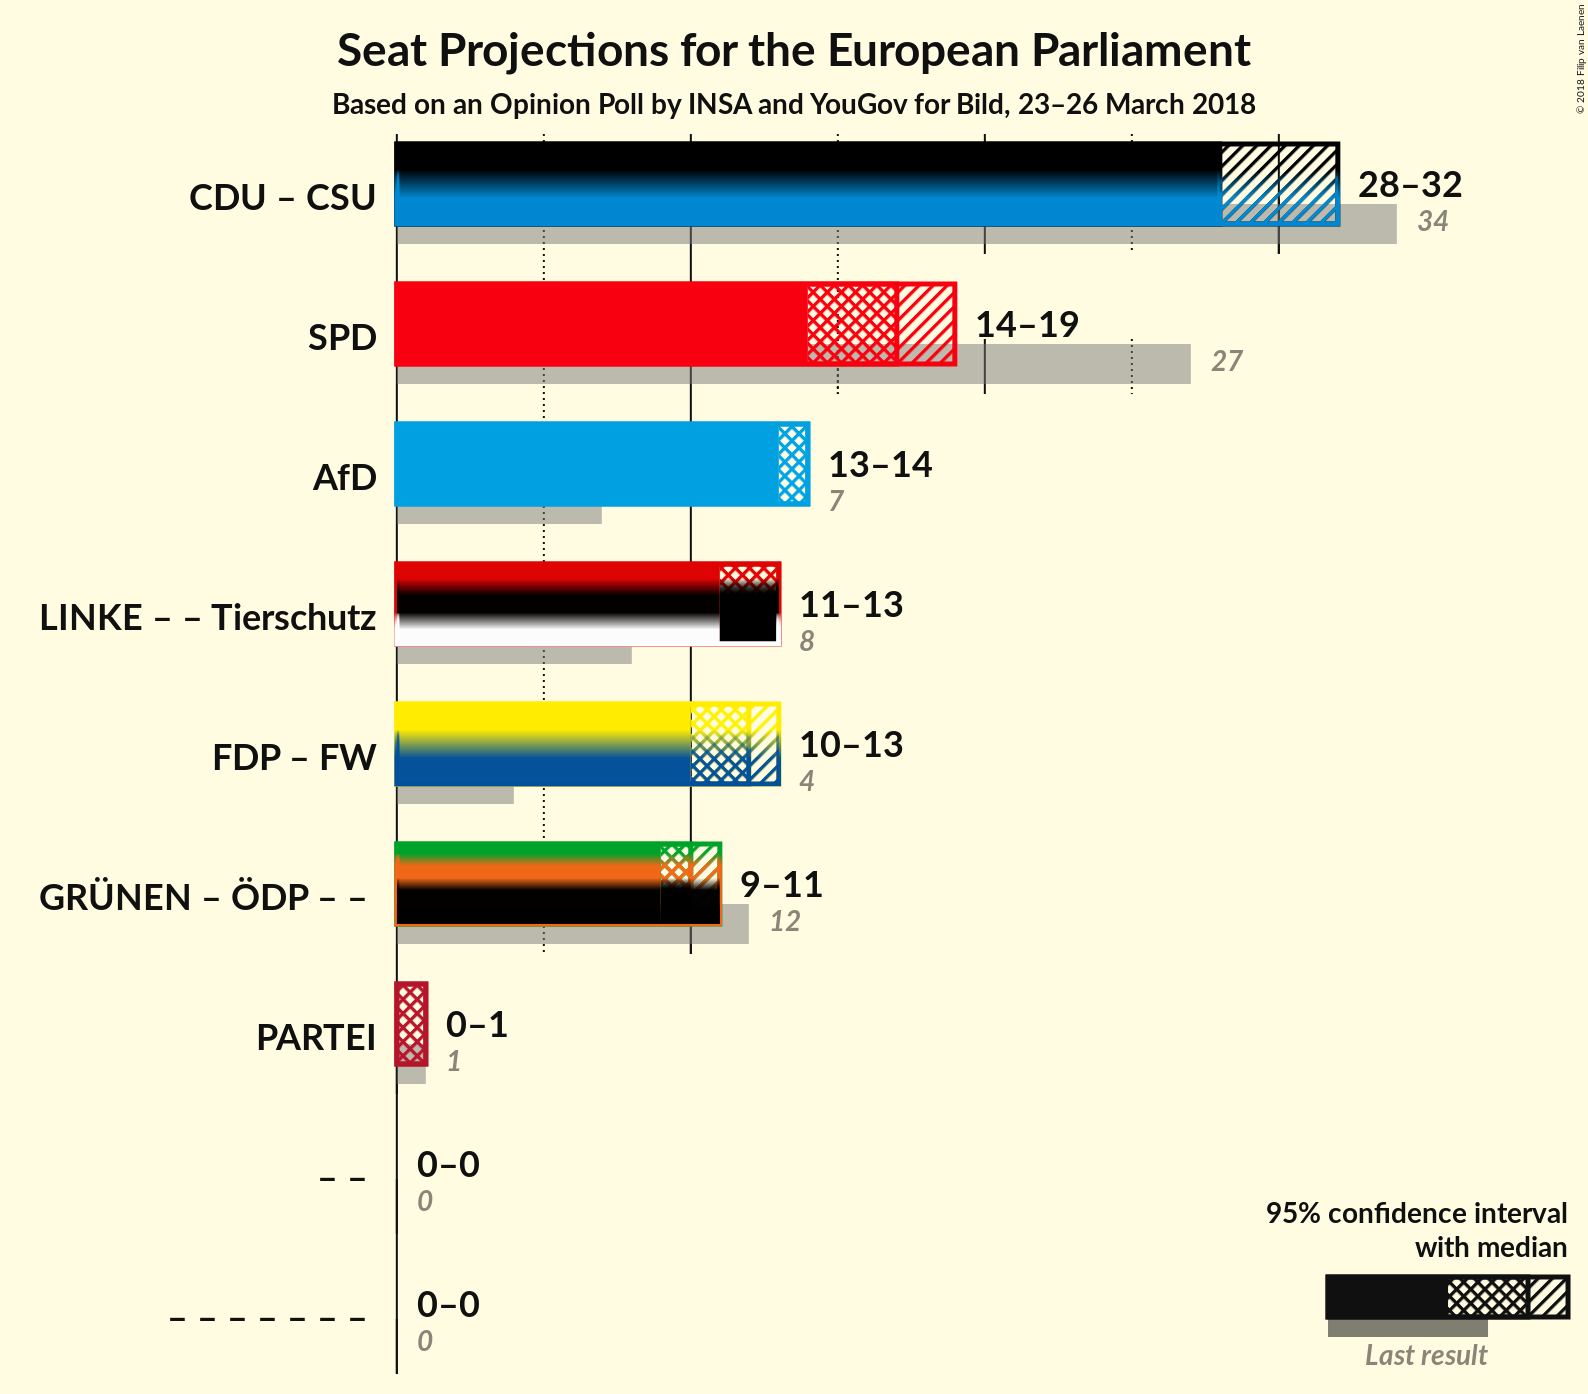 Seat Projections for the European Parliament
Based on an Opinion Poll by INSA and YouGov for Bild, 23–26 March 2018
© 2018 Filip van Laenen
CDU – CSU
28–32
34
SPD
14–19
27
AfD
13–14
7
LINKE – – Tierschutz
11–13
8
FDP – FW
10–13
4
GRÜNEN – ÖDP – –
9–11
12
PARTEI
0–1
1
– –
0–0
0
– – – – – – –
0–0
0
95% confidence interval
with median
Last result